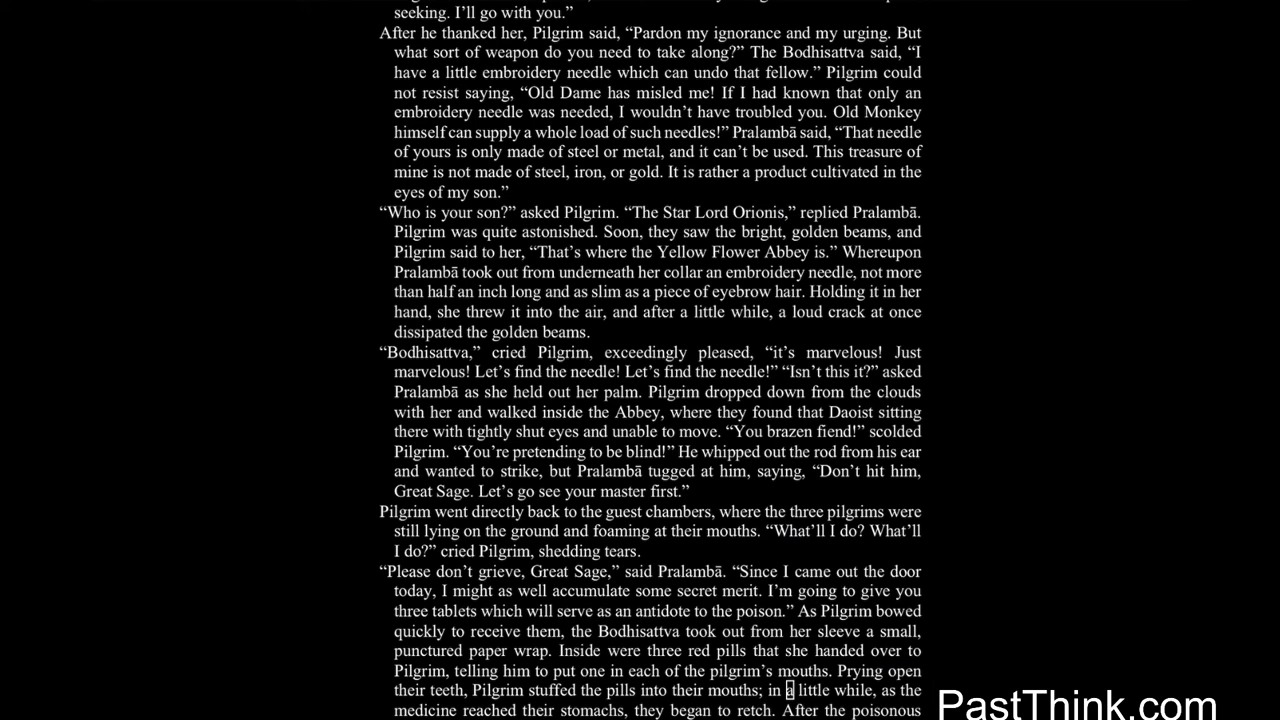 seeking. I’ll go with you.”
After he thanked her, Pilgrim said, “Pardon my ignorance and my urging. But
what sort of weapon do you need to take along?” The Bodhisattva said, “I
have a little embroidery needle which can undo that fellow.” Pilgrim could
not resist saying, “Old Dame has misled me! If I had known that only an
embroidery needle was needed, I wouldn’t have troubled you. Old Monkey
himself can supply a whole load of such needles!” Pralambā said, “That needle
of yours is only made of steel or metal, and it can’t be used. This treasure of
mine is not made of steel, iron, or gold. It is rather a product cultivated in the
eyes of my son.”
“Who is your son?” asked Pilgrim. “The Star Lord Orionis,” replied Pralambā.
Pilgrim was quite astonished. Soon, they saw the bright, golden beams, and
Pilgrim said to her, “That’s where the Yellow Flower Abbey is.” Whereupon
Pralambā took out from underneath her collar an embroidery needle, not more
than half an inch long and as slim as a piece of eyebrow hair. Holding it in her
hand, she threw it into the air, and after a little while, a loud crack at once
dissipated the golden beams.
“Bodhisattva,” cried Pilgrim, exceedingly pleased, “it’s marvelous! Just
marvelous! Let’s find the needle! Let’s find the needle!” “Isn’t this it?” asked
Pralambā as she held out her palm. Pilgrim dropped down from the clouds
with her and walked inside the Abbey, where they found that Daoist sitting
there with tightly shut eyes and unable to move. “You brazen fiend!” scolded
Pilgrim. “You’re pretending to be blind!” He whipped out the rod from his ear
and wanted to strike, but Pralambā tugged at him, saying, “Don’t hit him,
Great Sage. Let’s go see your master first.”
Pilgrim went directly back to the guest chambers, where the three pilgrims were
still lying on the ground and foaming at their mouths. “What’ll I do? What’ll
I do?” cried Pilgrim, shedding tears.
“Please don’t grieve, Great Sage,” said Pralambā. “Since I came out the door
today, I might as well accumulate some secret merit. I’m going to give you
three tablets which will serve as an antidote to the poison.” As Pilgrim bowed
quickly to receive them, the Bodhisattva took out from her sleeve a small,
punctured paper wrap. Inside were three red pills that she handed over to
Pilgrim, telling him to put one in each of the pilgrim’s mouths. Prying open
their teeth, Pilgrim stuffed the pills into their mouths; in a little while, as the
medicine reached their stomachs, they began to retch. After the poisonous
PastThink.com